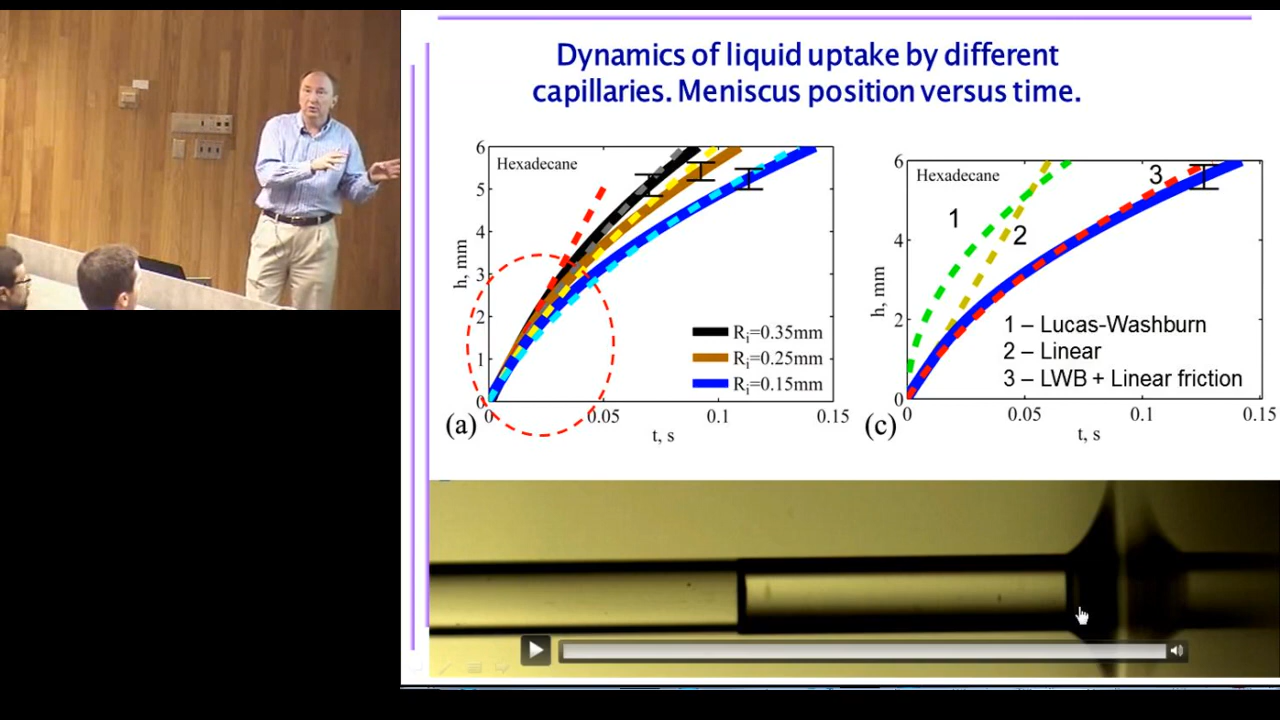 Dynamics of liquid uptake by different
capillaries. Meniscus position versus time.
Hexadecane
6
5
4
3
2
1
0
h, mm
R_i=0.35mm
R_i=0.25mm
R_i=0.15mm
0
0.05
0.1
0.15
t, s
(a)
Hexadecane
6
4
2
0
h, mm
1
2
3
1 – Lucas-Washburn
2 – Linear
3 – LWB + Linear friction
0
0.05
0.1
0.15
t, s
(c)